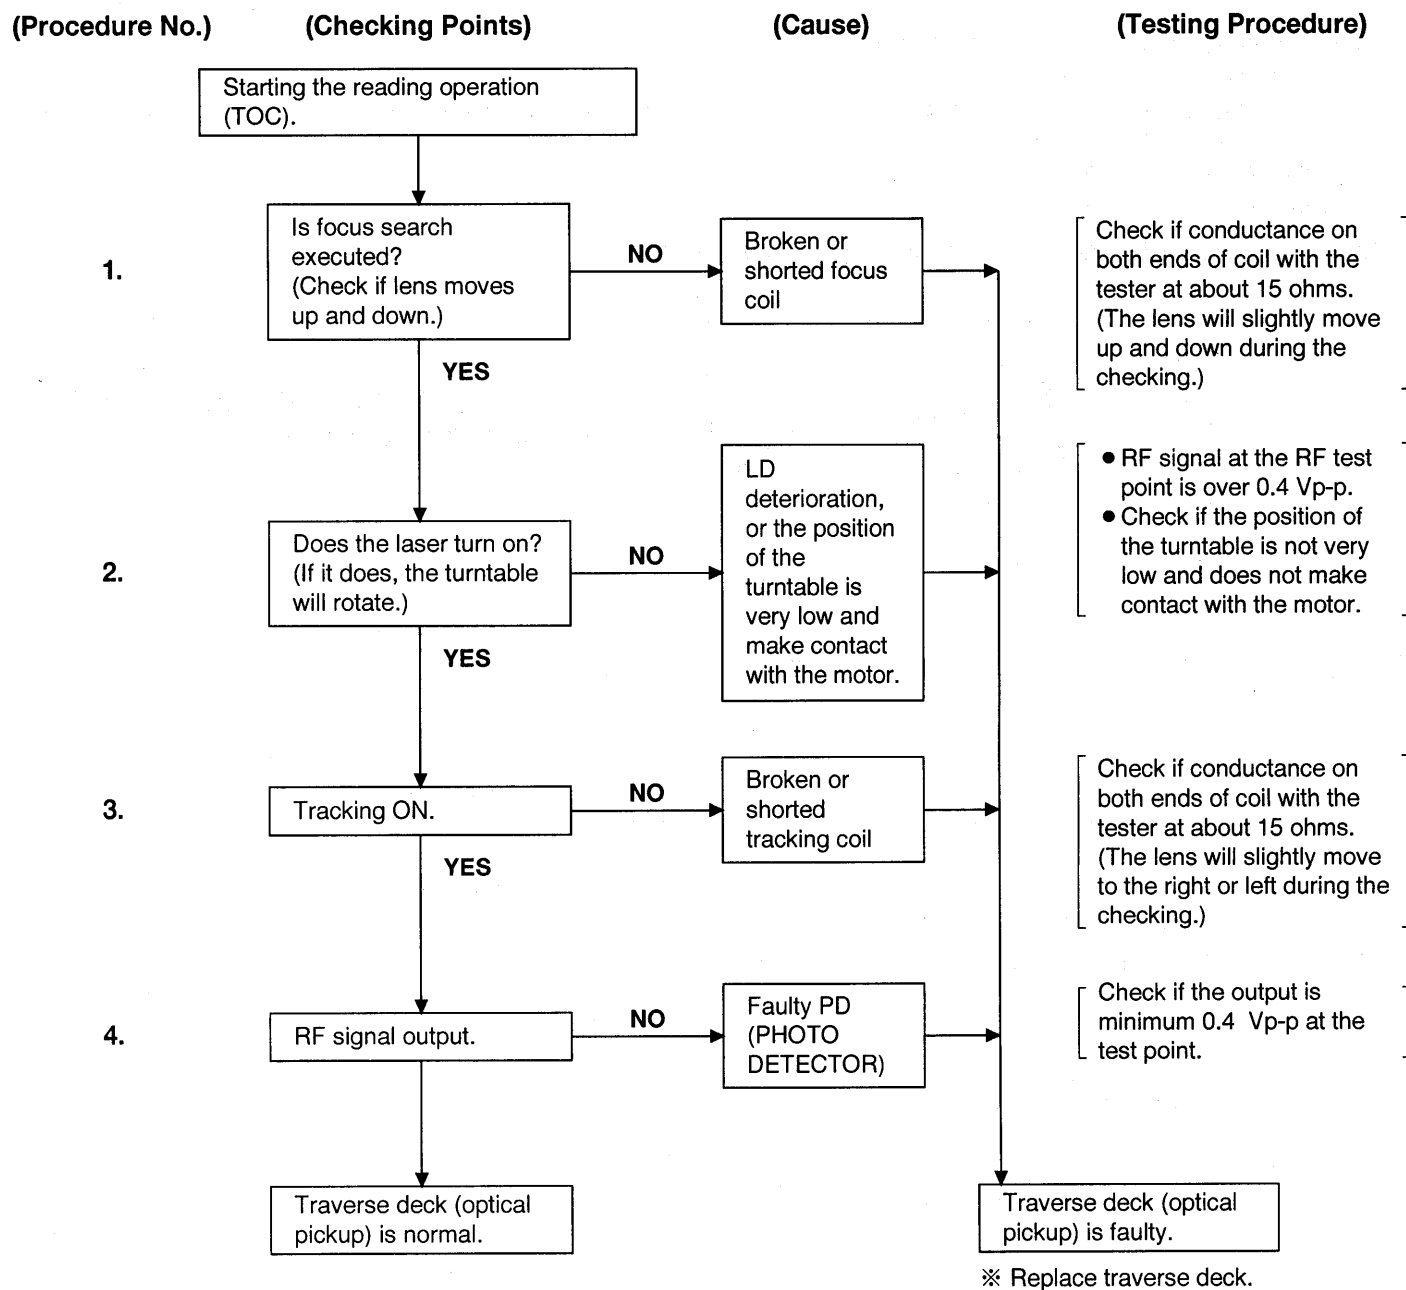 (Procedure No.)
(Checking Points)
(Cause)
(Testing Procedure)
Starting the reading operation
(TOC).
1.
Is focus search
executed?
(Check if lens moves
up and down.)
NO
Broken or
shorted focus
coil
Check if conductance on
both ends of coil with the
tester at about 15 ohms.
(The lens will slightly move
up and down during the
checking.)
YES
2.
Does the laser turn on?
(If it does, the turntable
will rotate.)
NO
LD
deterioration,
or the position
of the
turntable is
very low and
make contact
with the motor.
● RF signal at the RF test
point is over 0.4 Vp-p.
● Check if the position of
the turntable is not very
low and does not make
contact with the motor.
YES
3.
Tracking ON.
NO
Broken or
shorted
tracking coil
Check if conductance on
both ends of coil with the
tester at about 15 ohms.
(The lens will slightly move
to the right or left during the
checking.)
YES
4.
RF signal output.
NO
Faulty PD
(PHOTO
DETECTOR)
Check if the output is
minimum 0.4 Vp-p at the
test point.
Traverse deck (optical
pickup) is normal.
Traverse deck (optical
pickup) is faulty.
※ Replace traverse deck.